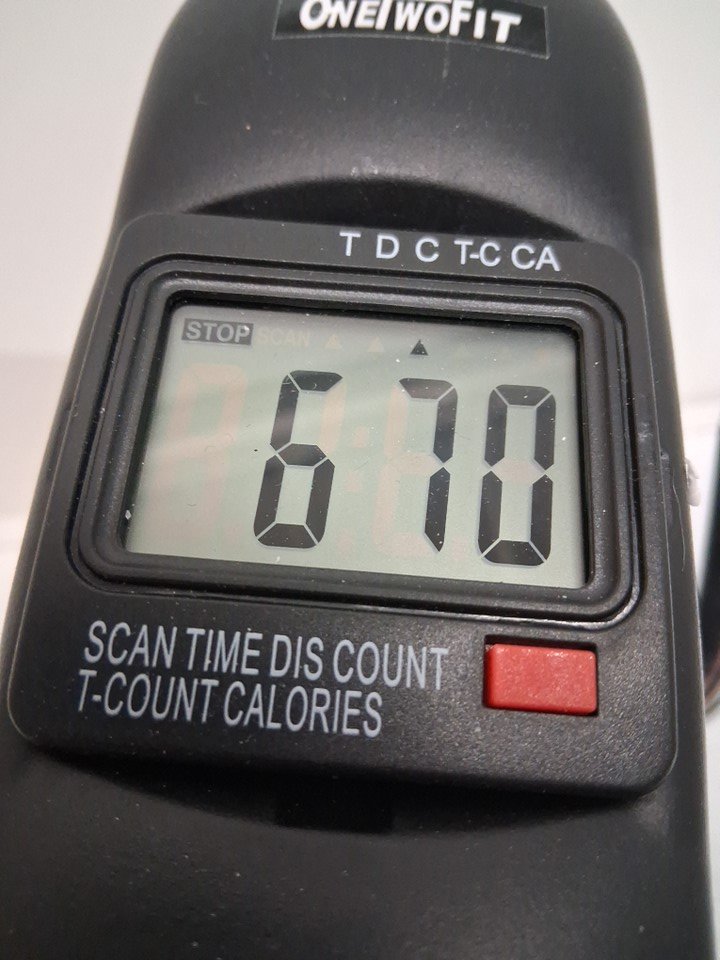 ONETWOFIT
T D C T-C CA
STOP SCAN
670
SCAN TIME DIS COUNT
T-COUNT CALORIES